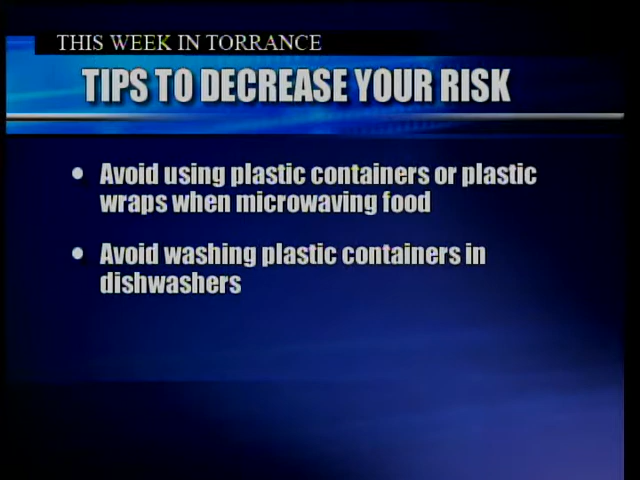 THIS WEEK IN TORRANCE
TIPS TO DECREASE YOUR RISK
• Avoid using plastic containers or plastic
wraps when microwaving food
• Avoid washing plastic containers in
dishwashers